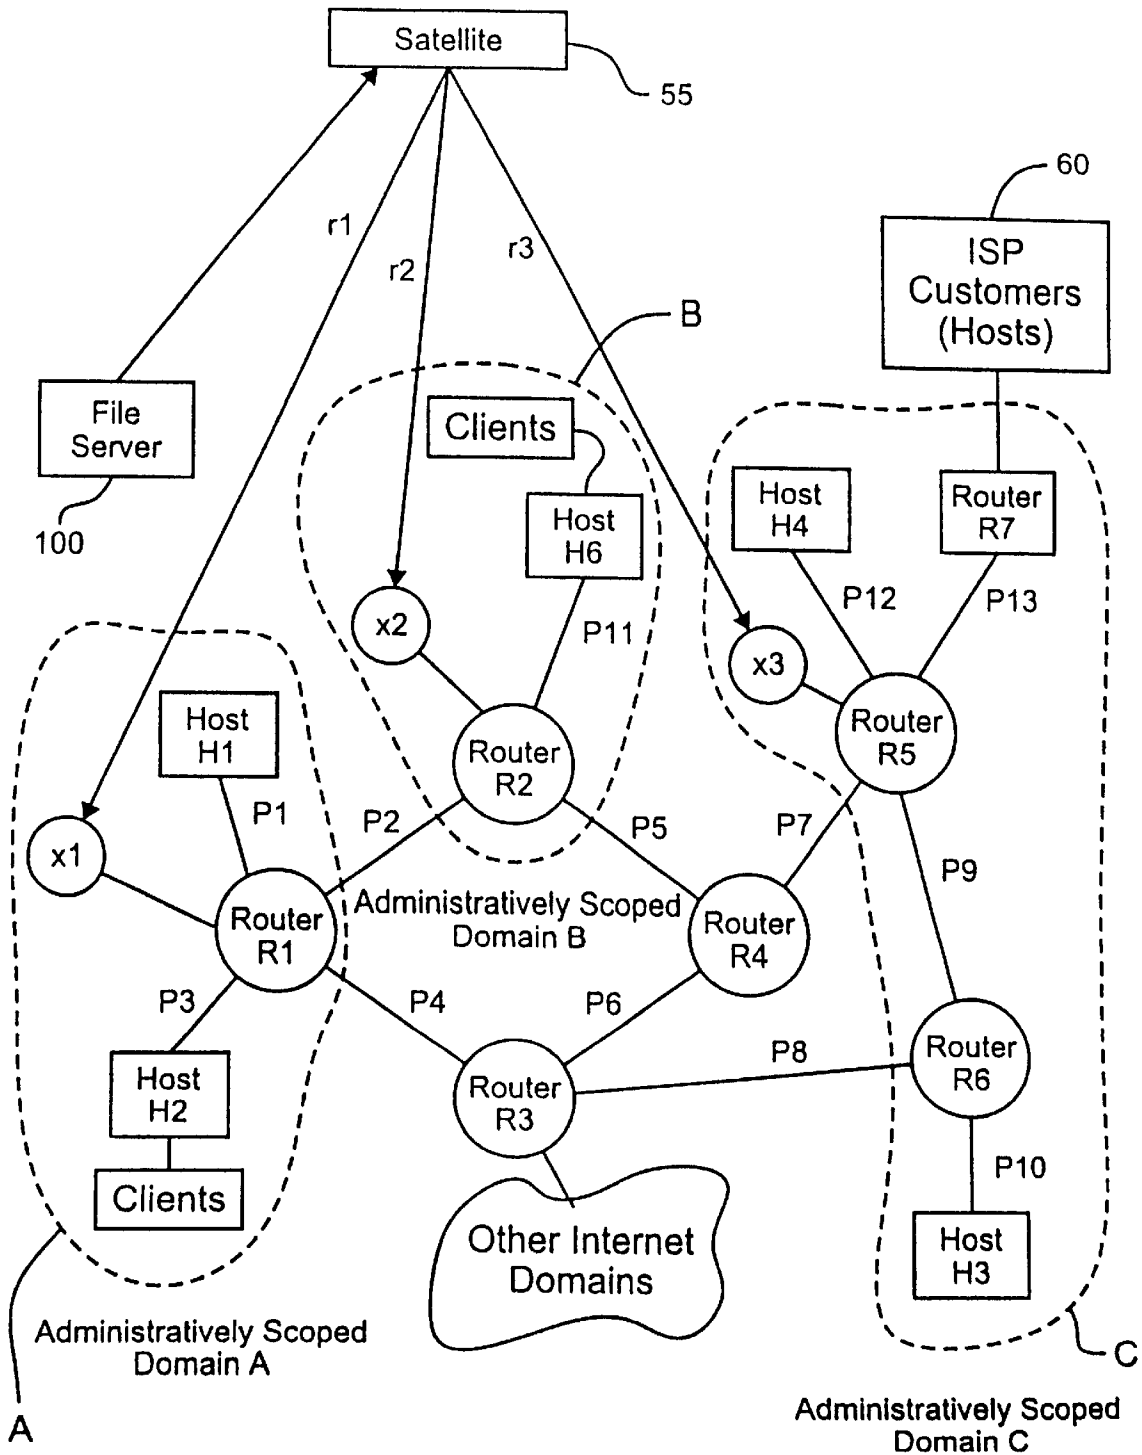 Satellite
55
60
r1
r2
r3
ISP
Customers
(Hosts)
B
File
Server
100
Clients
Host
H6
Host
H4
Router
R7
P12
P13
x2
P11
x3
Host
H1
Router
R5
Router
R2
P1
P2
P5
P7
x1
P9
Administratively Scoped
Domain B
Router
R1
Router
R4
P3
P4
P6
P8
Router
R6
Host
H2
Router
R3
P10
Clients
Other Internet
Domains
Host
H3
Administratively Scoped
Domain A
C
A
Administratively Scoped
Domain C